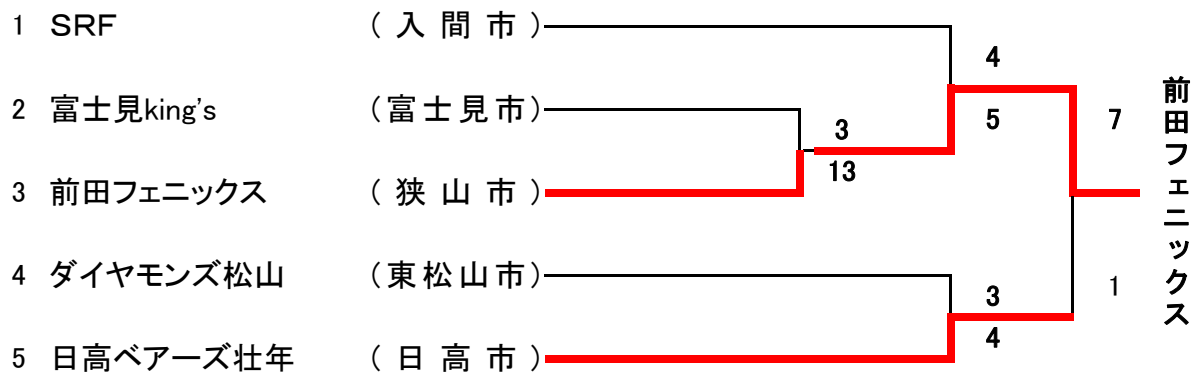 1 SRF (入間市)
4
2 富士見king's (富士見市)
3
5
7
13
3 前田フェニックス (狭山市)
前田フェニックス
4 ダイヤモンズ松山 (東松山市)
3
1
4
5 日高ベアーズ壮年 (日高市)